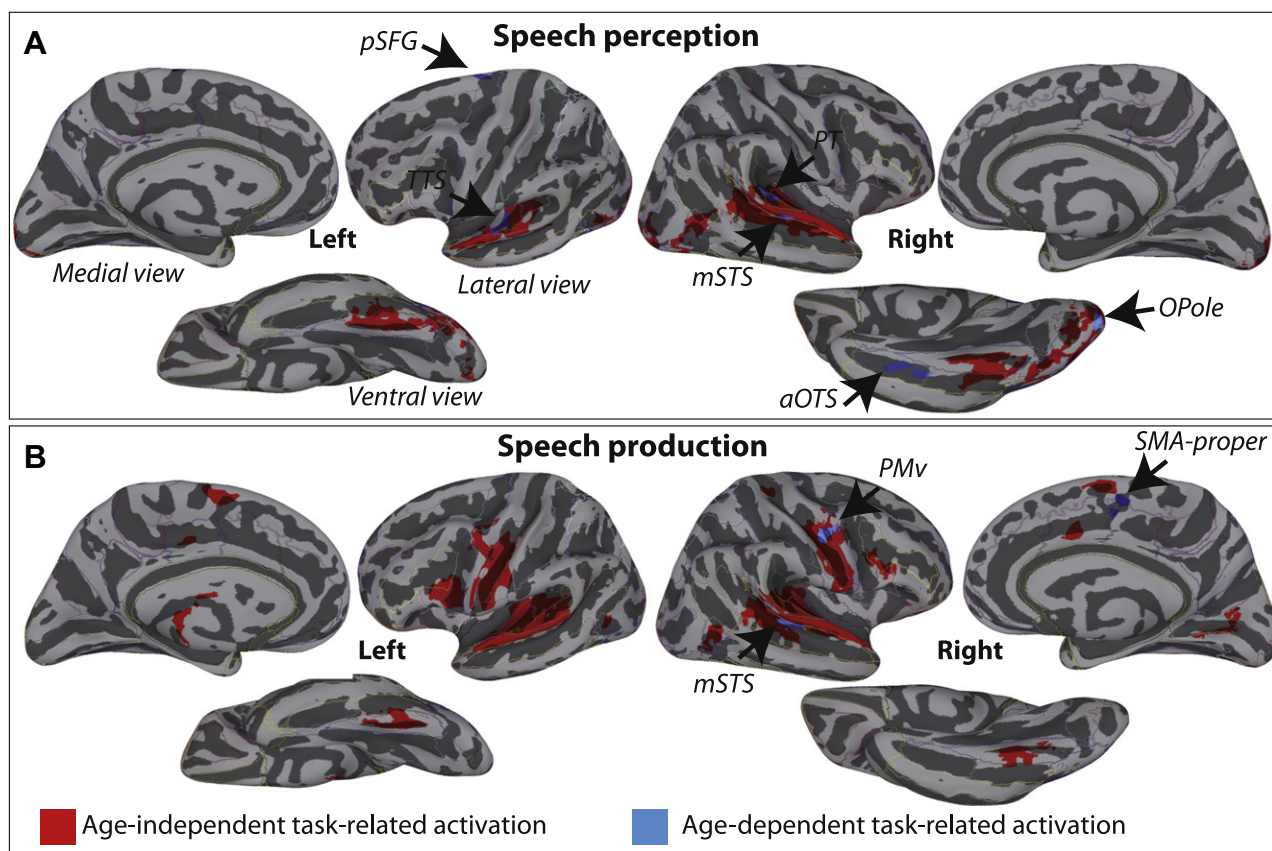 A
Speech perception
pSFG
PT
TTS
Left
Right
mSTS
Medial view
Lateral view
OPole
Ventral view
aOTS
B
Speech production
SMA-proper
PMv
Left
Right
mSTS
Age-independent task-related activation
Age-dependent task-related activation